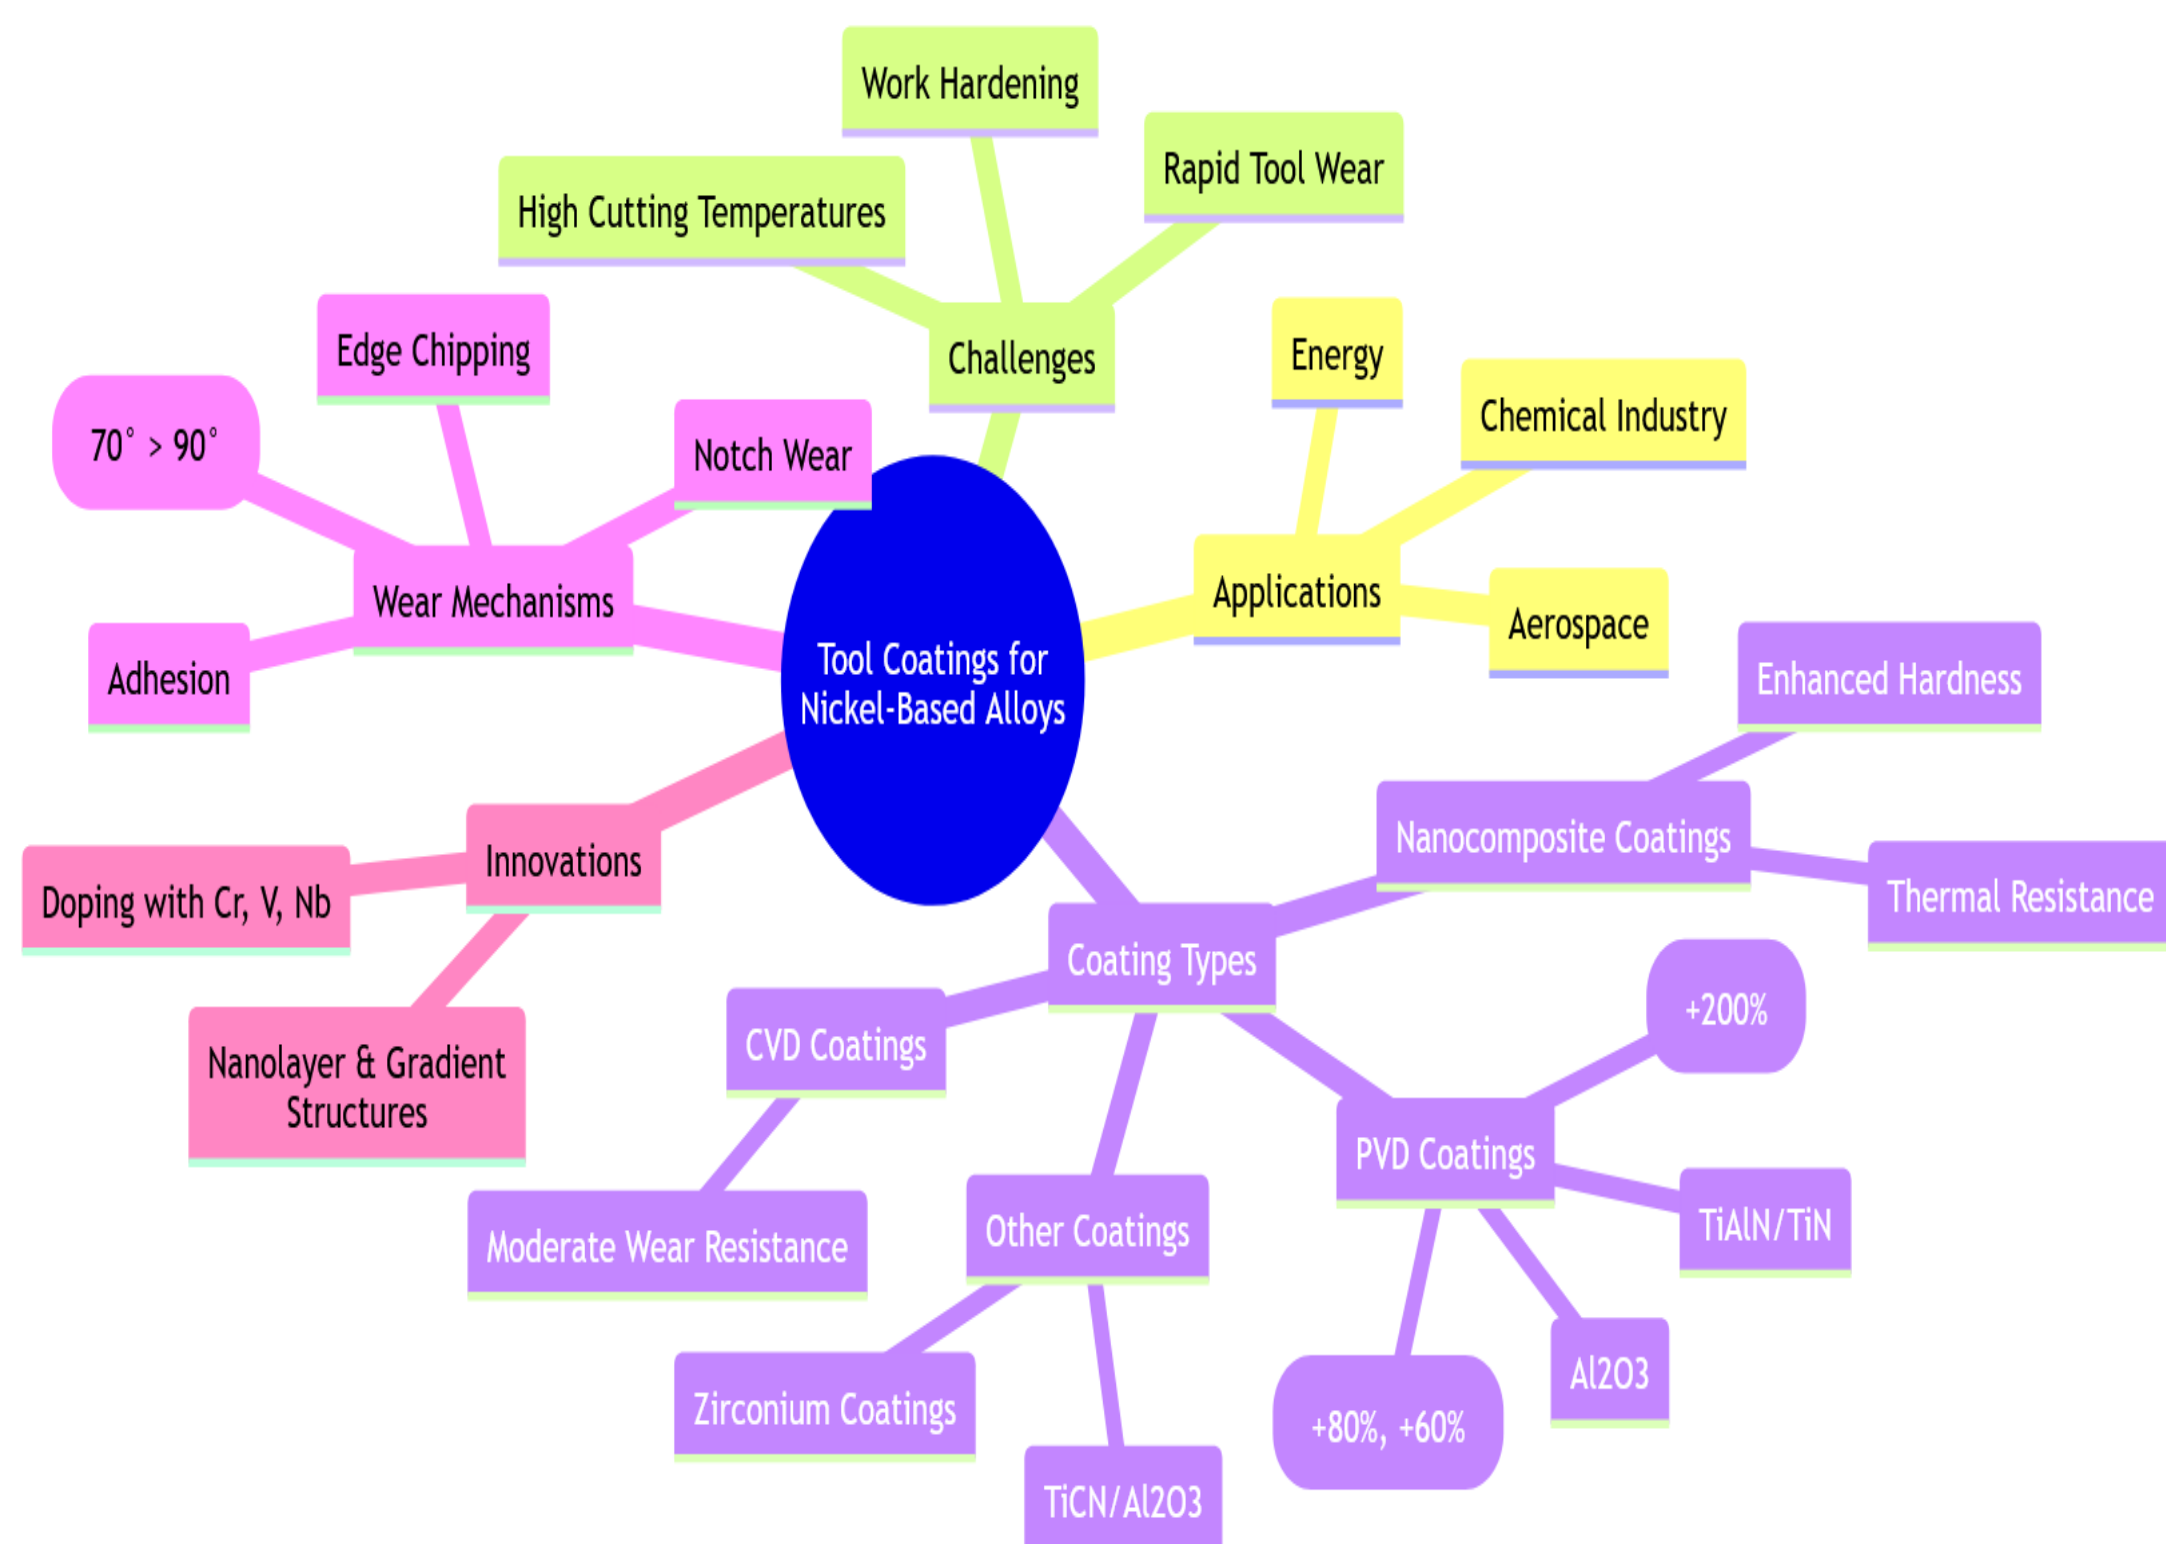 Work Hardening
Rapid Tool Wear
High Cutting Temperatures
Challenges
Edge Chipping
70° > 90°
Notch Wear
Wear Mechanisms
Adhesion
Energy
Chemical Industry
Applications
Aerospace
Tool Coatings for
Nickel-Based Alloys
Enhanced Hardness
Nanocomposite Coatings
Thermal Resistance
Innovations
Doping with Cr, V, Nb
Nanolayer & Gradient
Structures
Coating Types
CVD Coatings
Moderate Wear Resistance
Other Coatings
Zirconium Coatings
TiCN/Al2O3
PVD Coatings
+200%
TiAlN/TiN
Al2O3
+80%, +60%